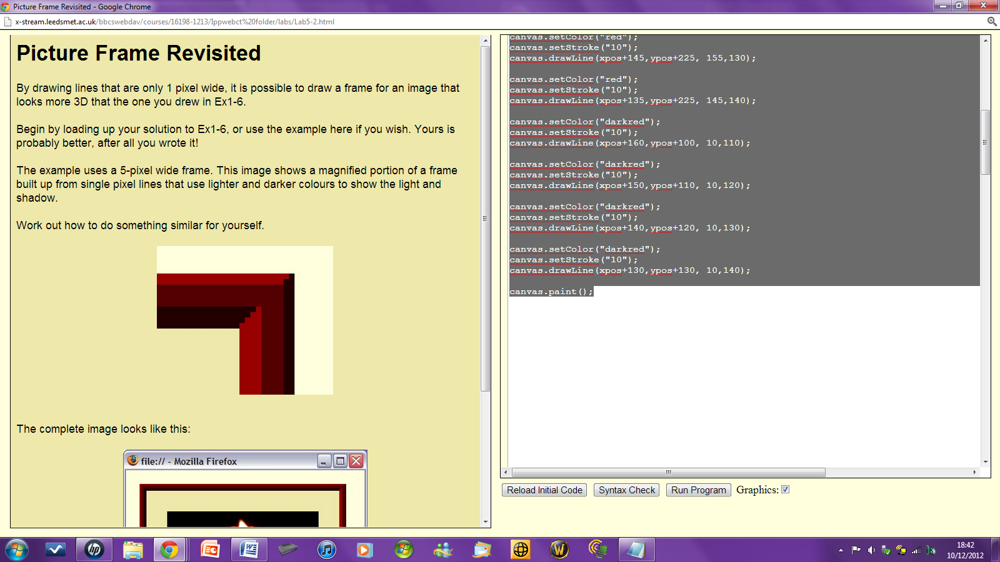 Picture Frame Revisited - Google Chrome
x-stream.leedsmet.ac.uk/bbcswebdav/courses/16198-1213/Ippwebct%20folder/labs/Lab5-2.html
Picture Frame Revisited
By drawing lines that are only 1 pixel wide, it is possible to draw a frame for an image that
looks more 3D that the one you drew in Ex1-6.
Begin by loading up your solution to Ex1-6, or use the example here if you wish. Yours is
probably better, after all you wrote it!
The example uses a 5-pixel wide frame. This image shows a magnified portion of a frame
built up from single pixel lines that use lighter and darker colours to show the light and
shadow.
Work out how to do something similar for yourself.
The complete image looks like this:
file:// - Mozilla Firefox
canvas.setColor("red");
canvas.setStroke("10");
canvas.drawLine(xpos+145,ypos+225, 155,130);
canvas.setColor("red");
canvas.setStroke("10");
canvas.drawLine(xpos+135,ypos+225, 145,140);
canvas.setColor("darkred");
canvas.setStroke("10");
canvas.drawLine(xpos+160,ypos+100, 10,110);
canvas.setColor("darkred");
canvas.setStroke("10");
canvas.drawLine(xpos+150,ypos+110, 10,120);
canvas.setColor("darkred");
canvas.setStroke("10");
canvas.drawLine(xpos+140,ypos+120, 10,130);
canvas.setColor("darkred");
canvas.setStroke("10");
canvas.drawLine(xpos+130,ypos+130, 10,140);
canvas.paint();
Reload Initial Code Syntax Check Run Program Graphics:
18:42
10/12/2012